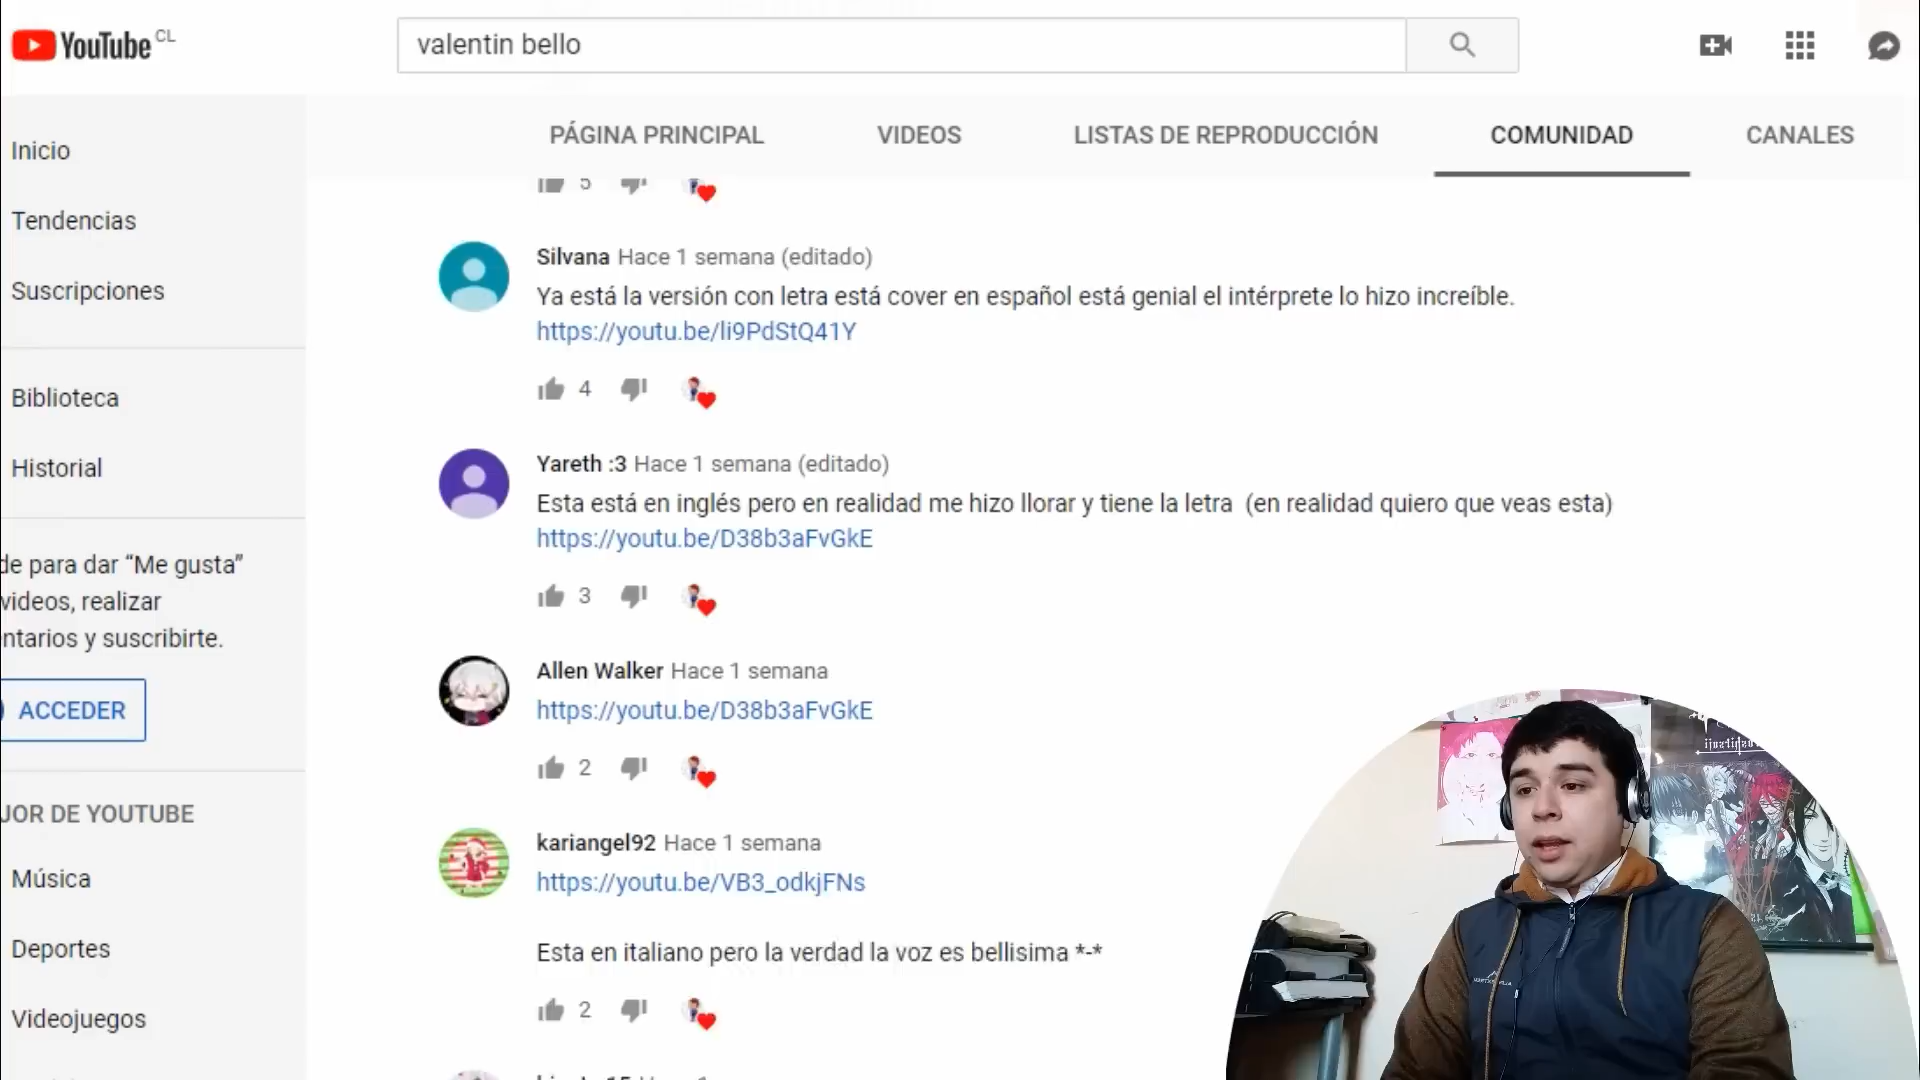 YouTube CL
valentin bello
PÁGINA PRINCIPAL
VIDEOS
LISTAS DE REPRODUCCIÓN
COMUNIDAD
CANALES
Inicio
Tendencias
Suscripciones
Biblioteca
Historial
de para dar “Me gusta”
videos, realizar
entarios y suscribirte.
ACCEDER
JOR DE YOUTUBE
Música
Deportes
Videojuegos
5
Silvana Hace 1 semana (editado)
Ya está la versión con letra está cover en español está genial el intérprete lo hizo increíble.
https://youtu.be/li9PdStQ41Y
4
Yareth :3 Hace 1 semana (editado)
Esta está en inglés pero en realidad me hizo llorar y tiene la letra (en realidad quiero que veas esta)
https://youtu.be/D38b3aFvGkE
3
Allen Walker Hace 1 semana
https://youtu.be/D38b3aFvGkE
2
kariangel92 Hace 1 semana
https://youtu.be/VB3_odkjFNs
Esta en italiano pero la verdad la voz es bellisima *-*
2